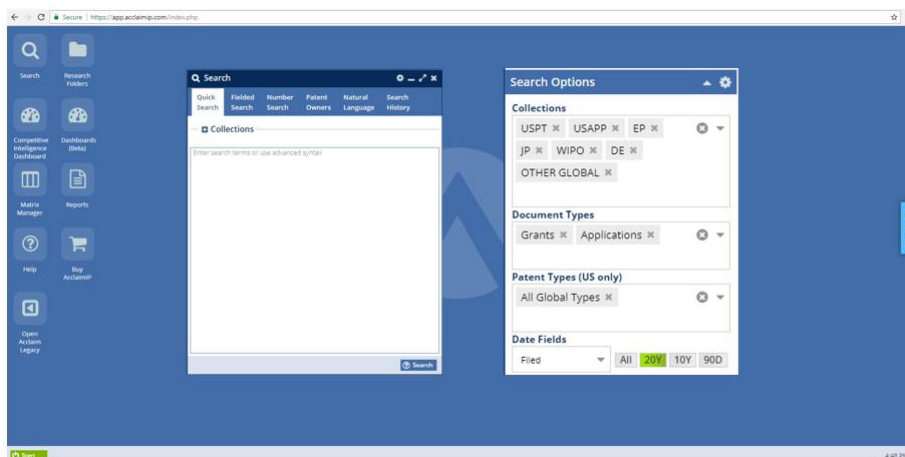 Secure | https://app.acclaimip.com/index.php
Search
Research
Folders
Competitive
Intelligence
Dashboard
Dashboards
(Beta)
Matrix
Manager
Reports
Help
Buy
AcclaimIP
Open
Acclaim
Legacy
Search
Quick
Search
Fielded
Search
Number
Search
Patent
Owners
Natural
Language
Search
History
Collections
Enter search terms or use advanced syntax
Search
Search Options
Collections
USPT USAPP EP
JP WIPO DE
OTHER GLOBAL
Document Types
Grants Applications
Patent Types (US only)
All Global Types
Date Fields
Filed All 20Y 10Y 90D
Start